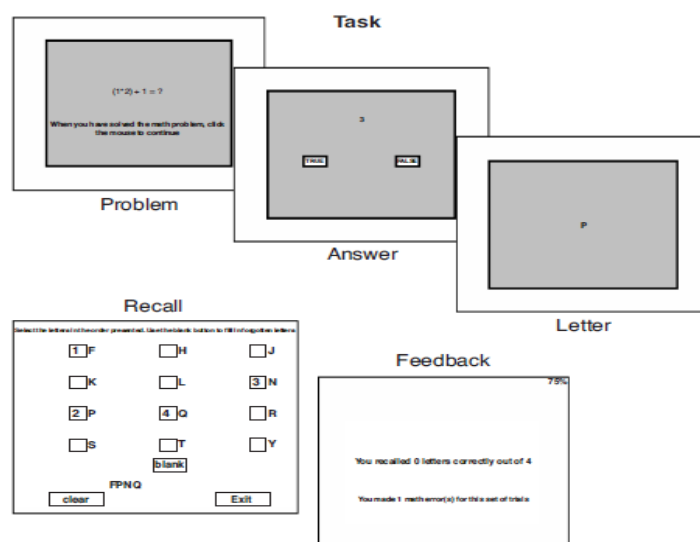 Task
(1*2) + 1 = ?
When you have solved the math problem, click
the mouse to continue
Problem
3
TRUE FALSE
Answer
P
Letter
Recall
Select the letters in the order presented. Use the blank button to fill in forgotten letters
1 F H J
K L 3 N
2 P 4 Q R
S T Y
blank
FPNQ
clear Exit
Feedback
75%
You recalled 0 letters correctly out of 4
You made 1 math error(s) for this set of trials